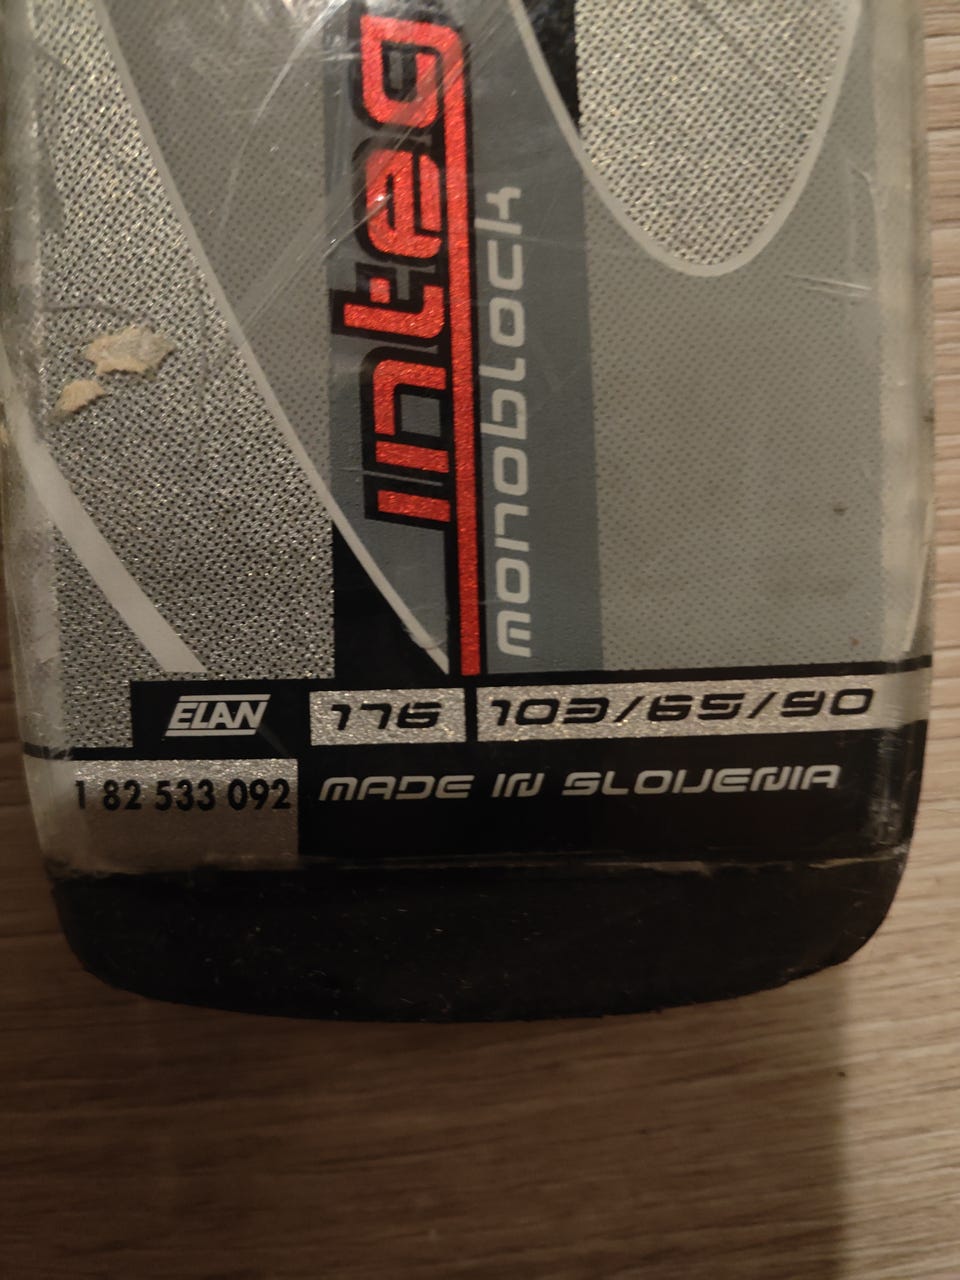 integ
monoblock
ELAN 176 103/65/90
1 82 533 092 MADE IN SLOVENIA